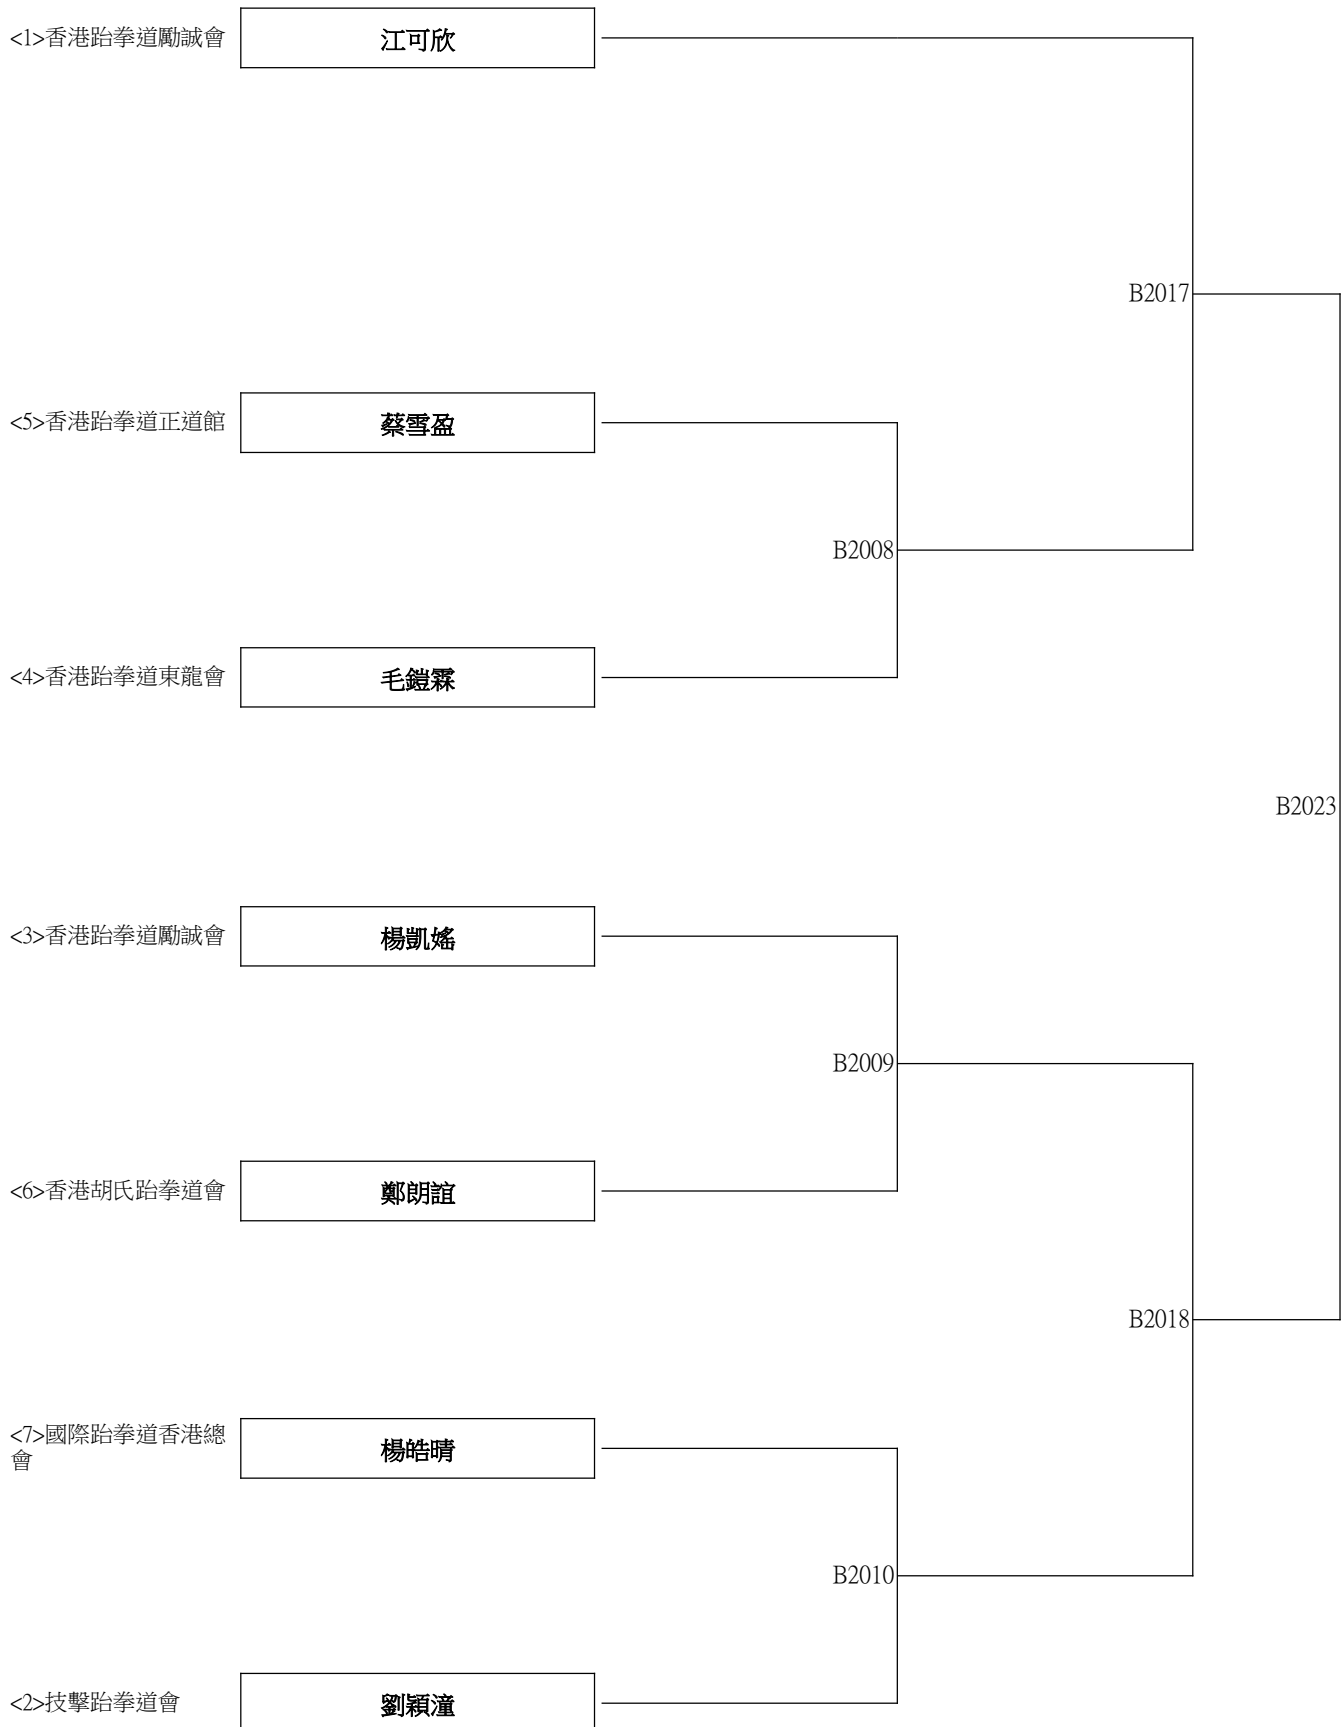 <1>香港跆拳道勵誠會
江可欣
B2017
<5>香港跆拳道正道館
蔡雪盈
B2008
<4>香港跆拳道東龍會
毛鎧霖
B2023
<3>香港跆拳道勵誠會
楊凱媱
B2009
<6>香港胡氏跆拳道會
鄭朗誼
B2018
<7>國際跆拳道香港總
會
楊皓晴
B2010
<2>技擊跆拳道會
劉穎潼